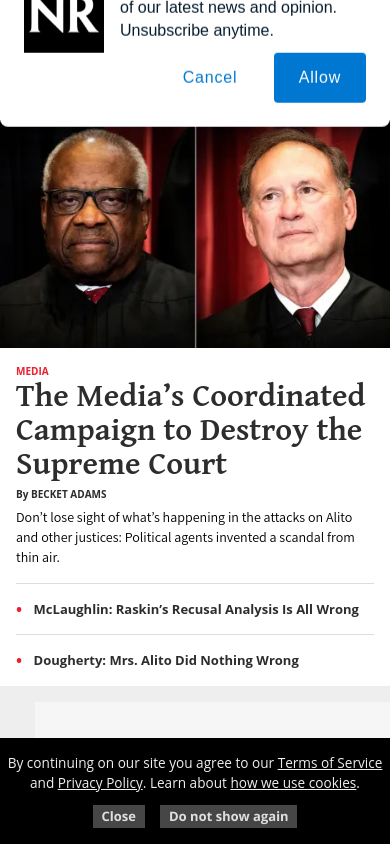 NR
of our latest news and opinion.
Unsubscribe anytime.
Cancel
Allow
MEDIA
The Media’s Coordinated
Campaign to Destroy the
Supreme Court
By BECKET ADAMS
Don’t lose sight of what’s happening in the attacks on Alito
and other justices: Political agents invented a scandal from
thin air.
• McLaughlin: Raskin’s Recusal Analysis Is All Wrong
• Dougherty: Mrs. Alito Did Nothing Wrong
By continuing on our site you agree to our Terms of Service
and Privacy Policy. Learn about how we use cookies.
Close
Do not show again